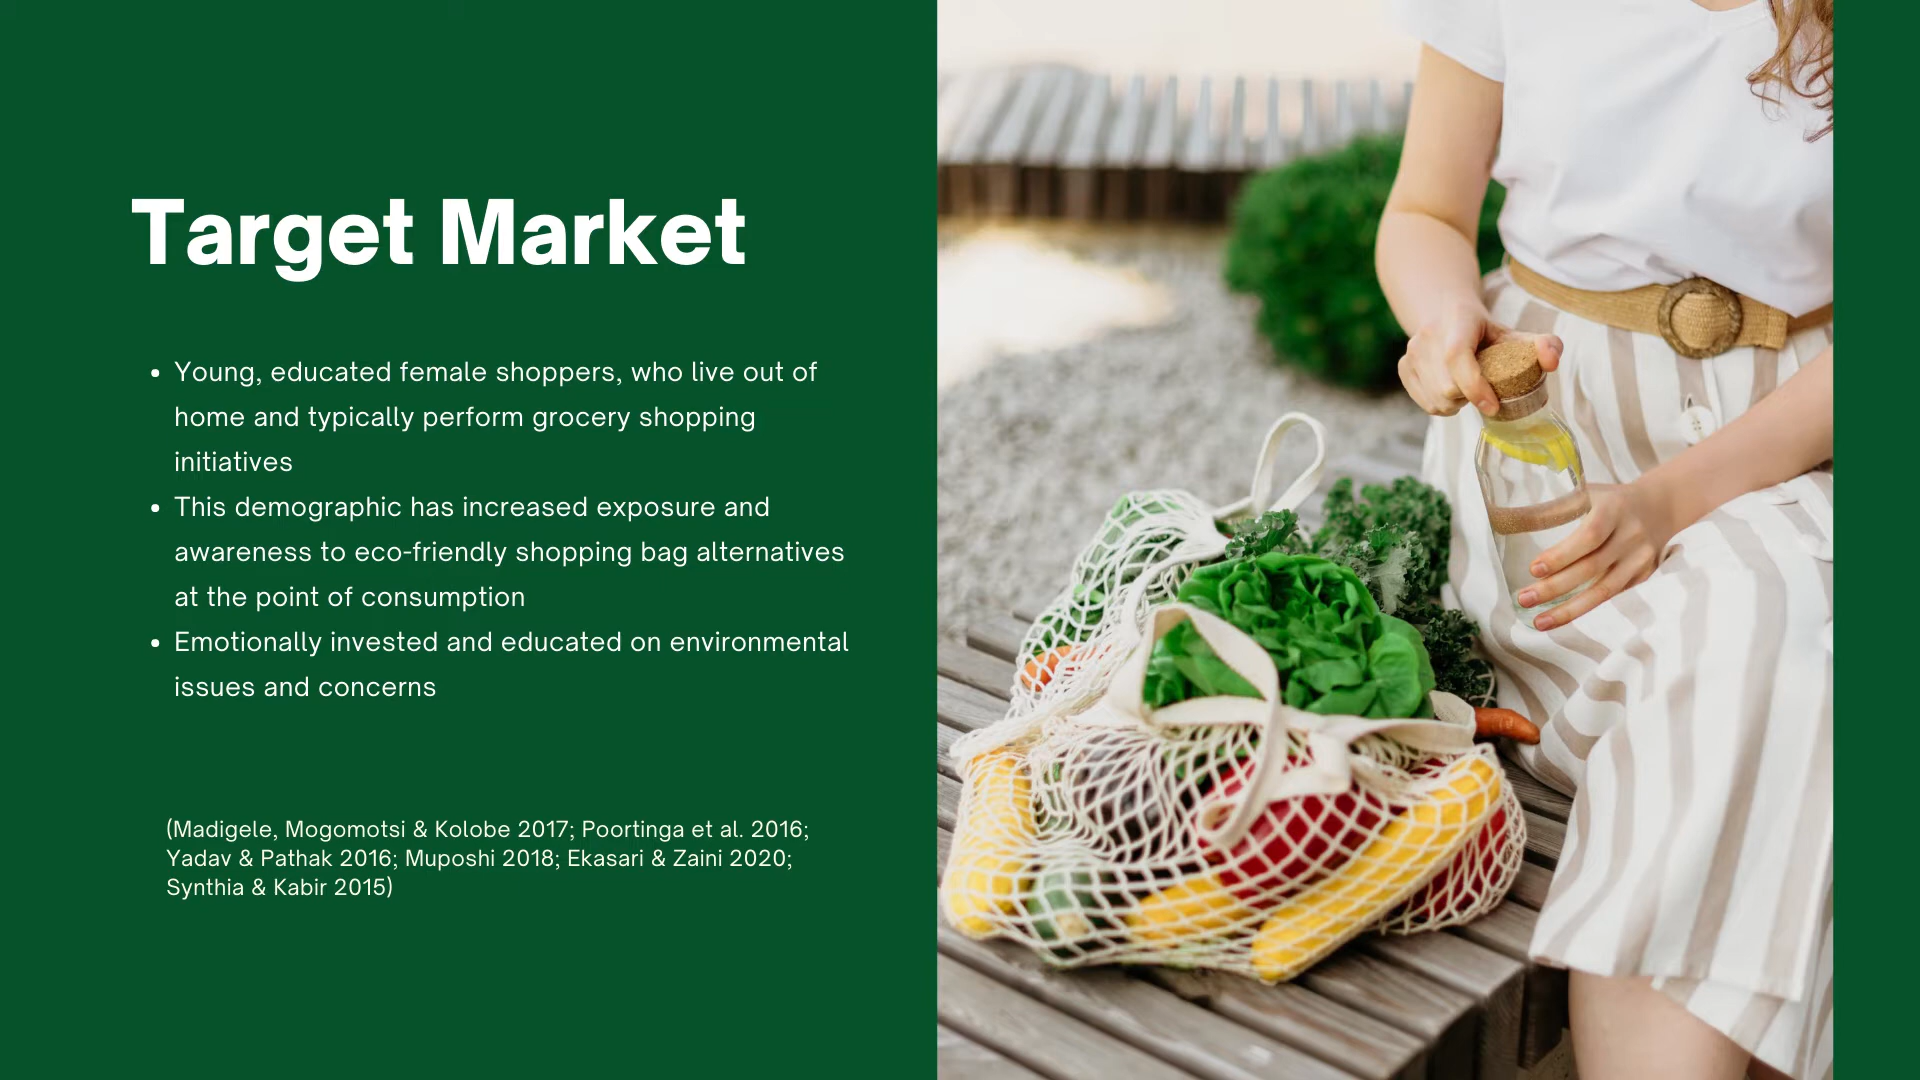 Target Market
• Young, educated female shoppers, who live out of
home and typically perform grocery shopping
initiatives
• This demographic has increased exposure and
awareness to eco-friendly shopping bag alternatives
at the point of consumption
• Emotionally invested and educated on environmental
issues and concerns
(Madigele, Mogomotsi & Kolobe 2017; Poortinga et al. 2016;
Yadav & Pathak 2016; Muposhi 2018; Ekasari & Zaini 2020;
Synthia & Kabir 2015)